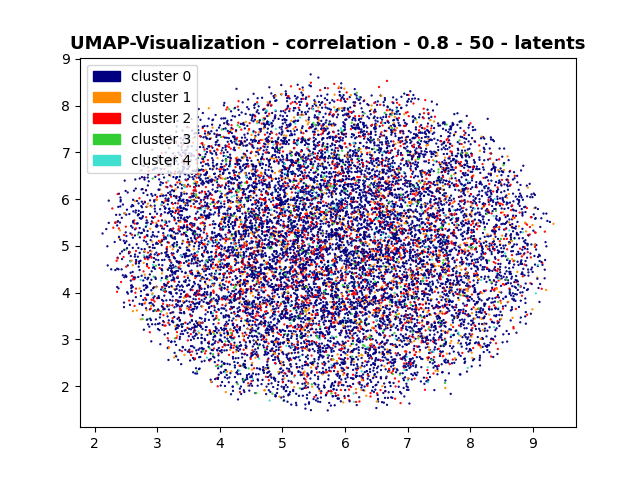 UMAP-Visualization - correlation - 0.8 - 50 - latents
cluster 0
cluster 1
cluster 2
cluster 3
cluster 4
9
8
7
6
5
4
3
2
2 3 4 5 6 7 8 9